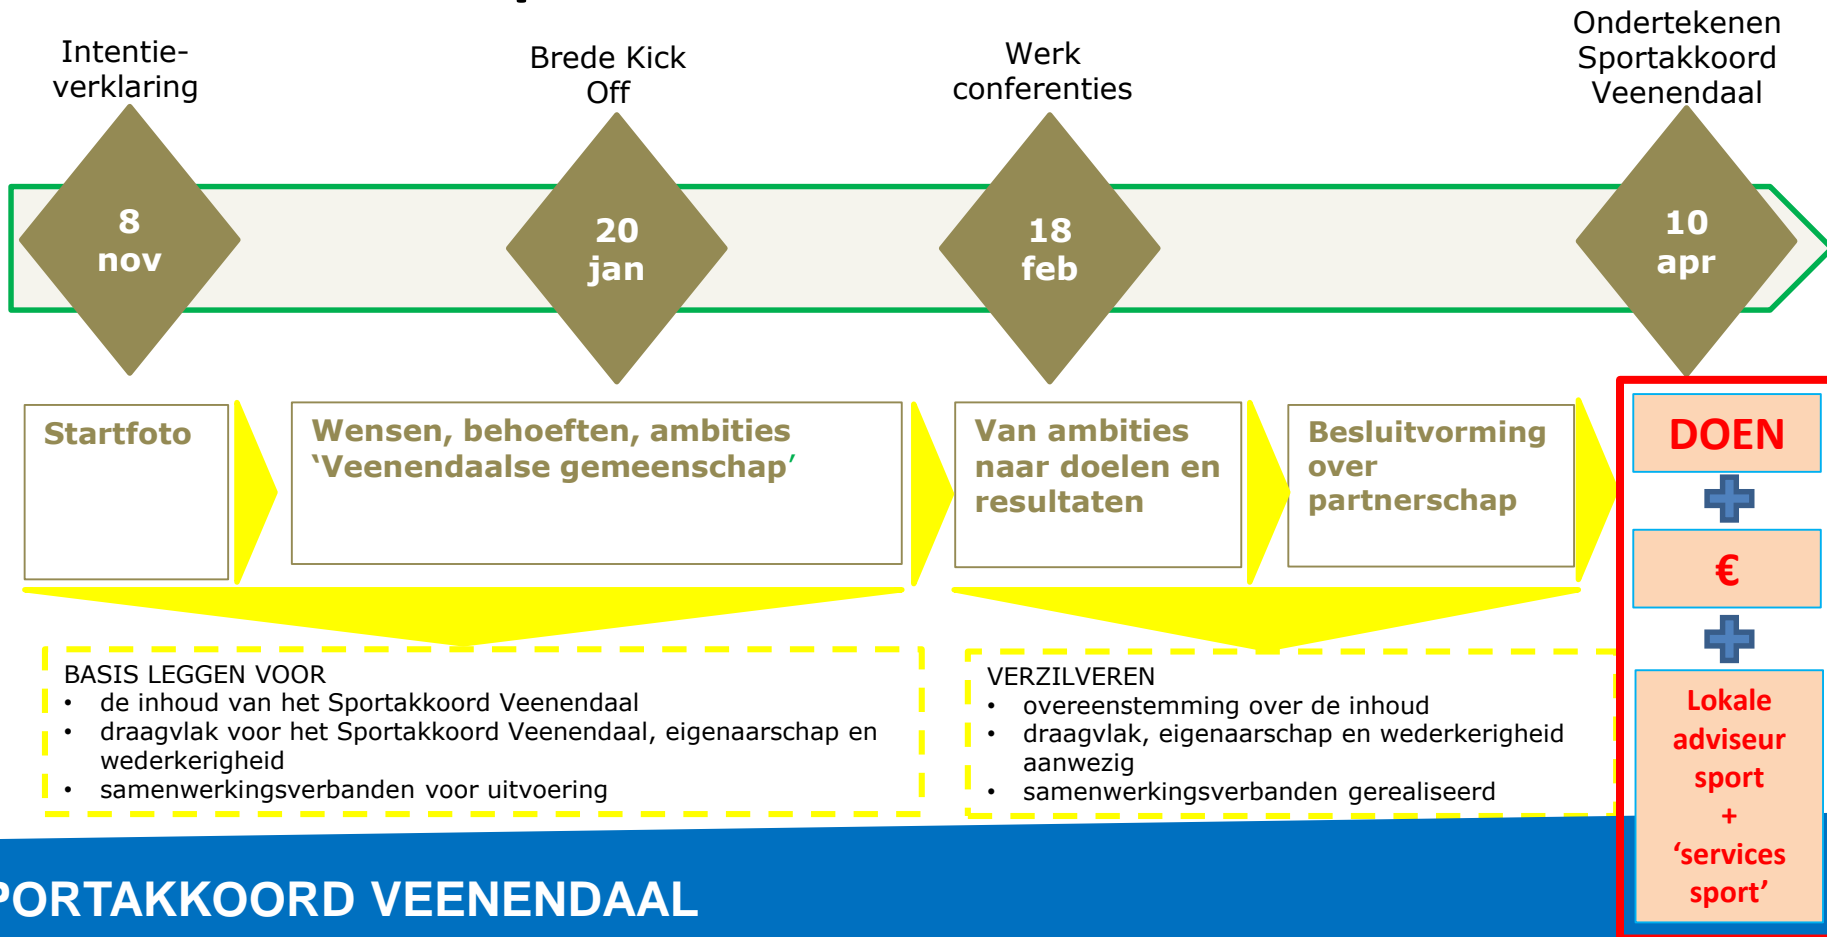 Intentie-
verklaring
Brede Kick
Off
Werk
conferenties
Ondertekenen
Sportakkoord
Veenendaal
8
nov
20
jan
18
feb
10
apr
Startfoto
Wensen, behoeften, ambities
‘Veenendaalse gemeenschap’
Van ambities
naar doelen en
resultaten
Besluitvorming
over
partnerschap
DOEN
€
Lokale
adviseur
sport
+
‘services
sport’
BASIS LEGGEN VOOR
• de inhoud van het Sportakkoord Veenendaal
• draagvlak voor het Sportakkoord Veenendaal, eigenaarschap en
wederkerigheid
• samenwerkingsverbanden voor uitvoering
VERZILVEREN
• overeenstemming over de inhoud
• draagvlak, eigenaarschap en wederkerigheid
aanwezig
• samenwerkingsverbanden gerealiseerd
PORTAKKOORD VEENENDAAL